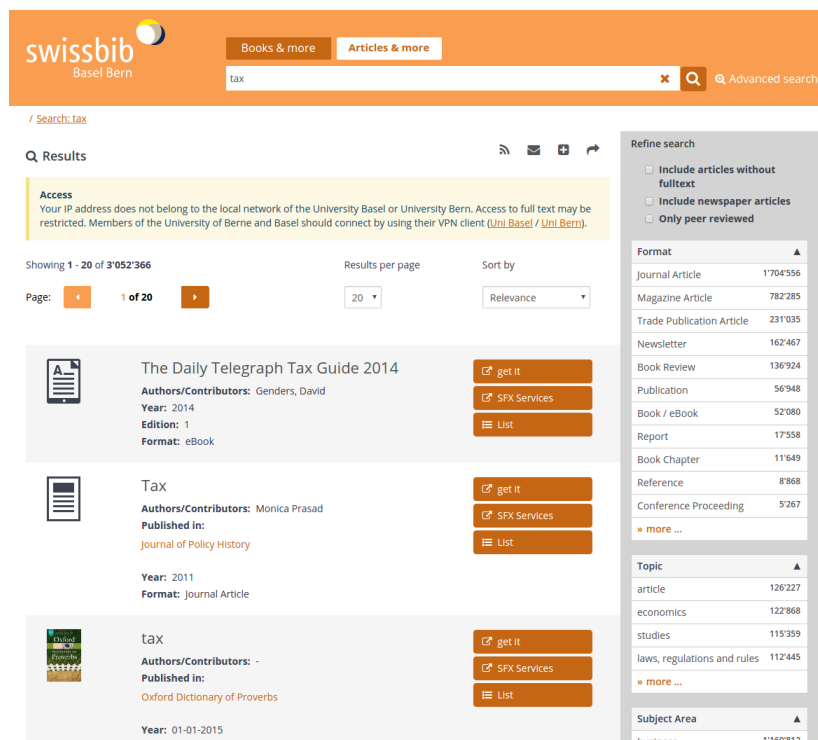 swissbib
Basel Bern
Books & more
Articles & more
tax
Advanced search
/ Search: tax
Results
Access
Your IP address does not belong to the local network of the University Basel or University Bern. Access to full text may be
restricted. Members of the University of Berne and Basel should connect by using their VPN client (Uni Basel / Uni Bern).
Showing 1 - 20 of 3'052'366
Results per page
Sort by
Page:
1 of 20
20
Relevance
The Daily Telegraph Tax Guide 2014
Authors/Contributors: Genders, David
Year: 2014
Edition: 1
Format: eBook
get it
SFX Services
List
Tax
Authors/Contributors: Monica Prasad
Published in:
Journal of Policy History
Year: 2011
Format: Journal Article
get it
SFX Services
List
Oxford
Proverbs
tax
Authors/Contributors: -
Published in:
Oxford Dictionary of Proverbs
Year: 01-01-2015
get it
SFX Services
List
Refine search
Include articles without
fulltext
Include newspaper articles
Only peer reviewed
Format
Journal Article 1'704'556
Magazine Article 782'285
Trade Publication Article 231'035
Newsletter 162'467
Book Review 136'924
Publication 56'948
Book / eBook 52'080
Report 17'558
Book Chapter 11'649
Reference 8'868
Conference Proceeding 5'267
» more ...
Topic
article 126'227
economics 122'868
studies 115'359
laws, regulations and rules 112'445
» more ...
Subject Area